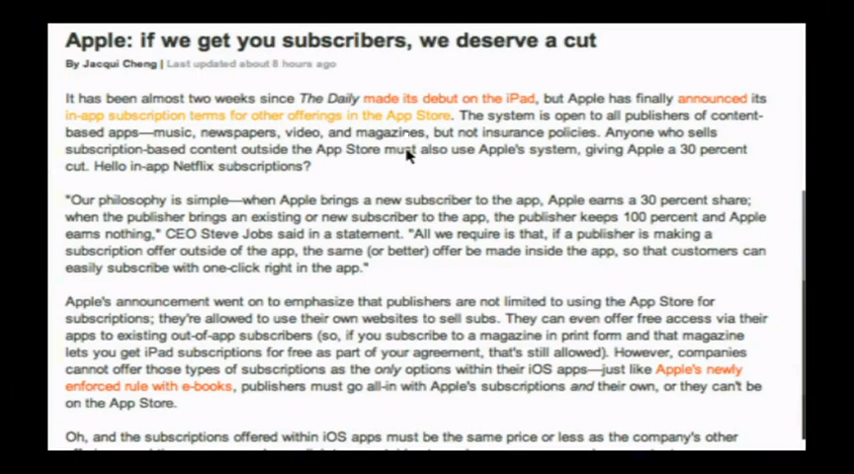 Apple: if we get you subscribers, we deserve a cut
By Jacqui Cheng | Last updated about 8 hours ago
It has been almost two weeks since The Daily made its debut on the iPad, but Apple has finally announced its
in-app subscription terms for other offerings in the App Store. The system is open to all publishers of content-
based apps—music, newspapers, video, and magazines, but not insurance policies. Anyone who sells
subscription-based content outside the App Store must also use Apple's system, giving Apple a 30 percent
cut. Hello in-app Netflix subscriptions?
"Our philosophy is simple—when Apple brings a new subscriber to the app, Apple earns a 30 percent share;
when the publisher brings an existing or new subscriber to the app, the publisher keeps 100 percent and Apple
earns nothing," CEO Steve Jobs said in a statement. "All we require is that, if a publisher is making a
subscription offer outside of the app, the same (or better) offer be made inside the app, so that customers can
easily subscribe with one-click right in the app."
Apple's announcement went on to emphasize that publishers are not limited to using the App Store for
subscriptions; they're allowed to use their own websites to sell subs. They can even offer free access via their
apps to existing out-of-app subscribers (so, if you subscribe to a magazine in print form and that magazine
lets you get iPad subscriptions for free as part of your agreement, that's still allowed). However, companies
cannot offer those types of subscriptions as the only options within their iOS apps—just like Apple's newly
enforced rule with e-books, publishers must go all-in with Apple's subscriptions and their own, or they can't be
on the App Store.
Oh, and the subscriptions offered within iOS apps must be the same price or less as the company's other